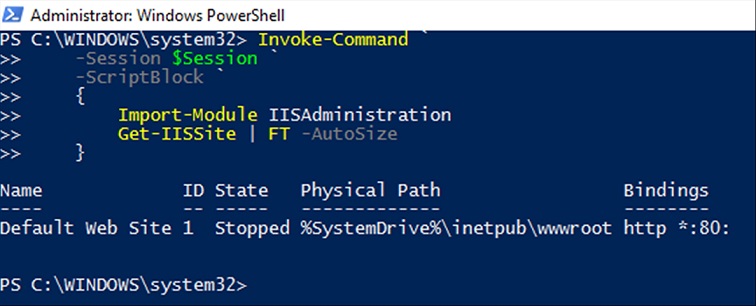 Administrator: Windows PowerShell
PS C:\WINDOWS\system32> Invoke-Command `
>>     -Session $Session `
>>     -ScriptBlock `
>>     {
>>         Import-Module IISAdministration
>>         Get-IISSite | FT -AutoSize
>>     }
Name             ID State   Physical Path                  Bindings
----             -- -----   -------------                  --------
Default Web Site 1  Stopped %SystemDrive%\inetpub\wwwroot http *:80:
PS C:\WINDOWS\system32>